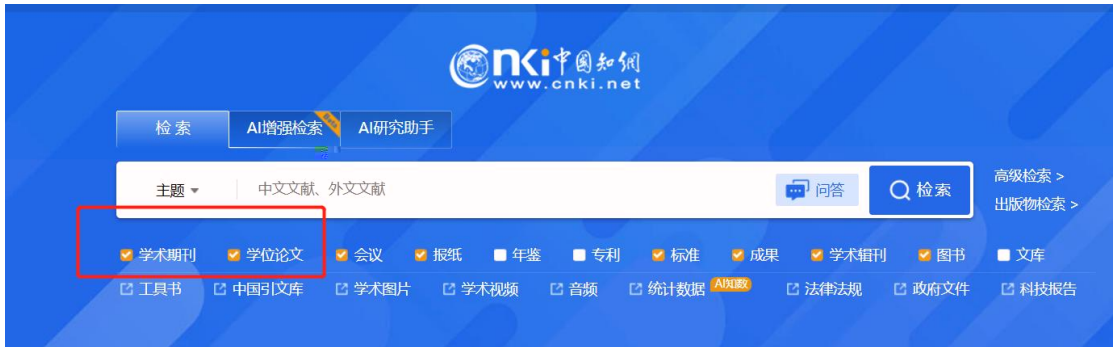 cnki中国知网
www.cnki.net
检索 AI增强检索 Beta AI研究助手
主题 中文文献、外文文献 问答 检索 高级检索 >
出版物检索 >
学术期刊 学位论文 会议 报纸 年鉴 专利 标准 成果 学术辑刊 图书 文库
工具书 中国引文库 学术图片 学术视频 音频 统计数据 AI知数 法律法规 政府文件 科技报告